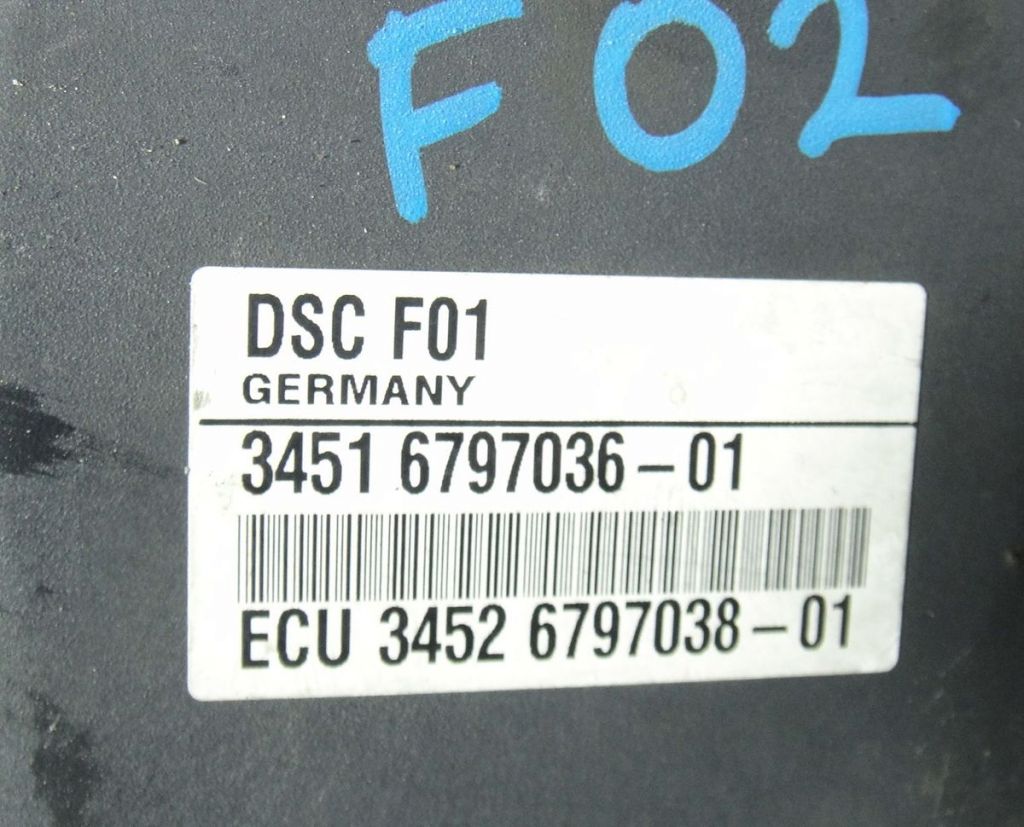 F02
DSC F01
GERMANY
3451 6797036-01
ECU 3452 6797038-01